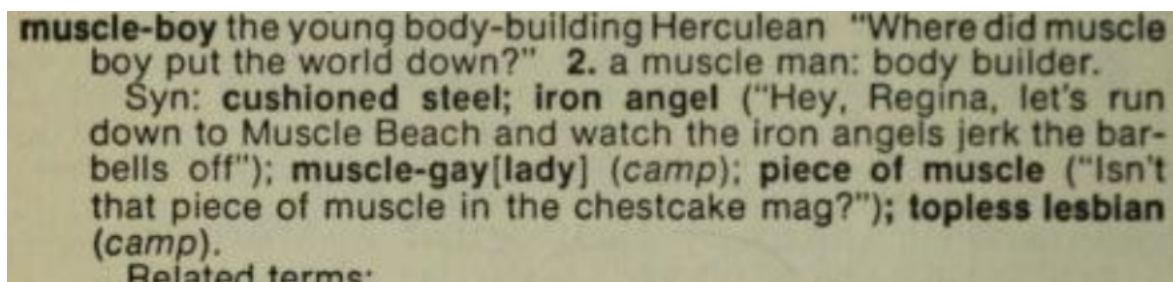 muscle-boy the young body-building Herculean "Where did muscle
boy put the world down?" 2. a muscle man: body builder.
Syn: cushioned steel; iron angel ("Hey, Regina, let's run
down to Muscle Beach and watch the iron angels jerk the bar-
bells off"); muscle-gay[lady] (camp); piece of muscle ("Isn't
that piece of muscle in the chestcake mag?"); topless lesbian
(camp).
Related terms: